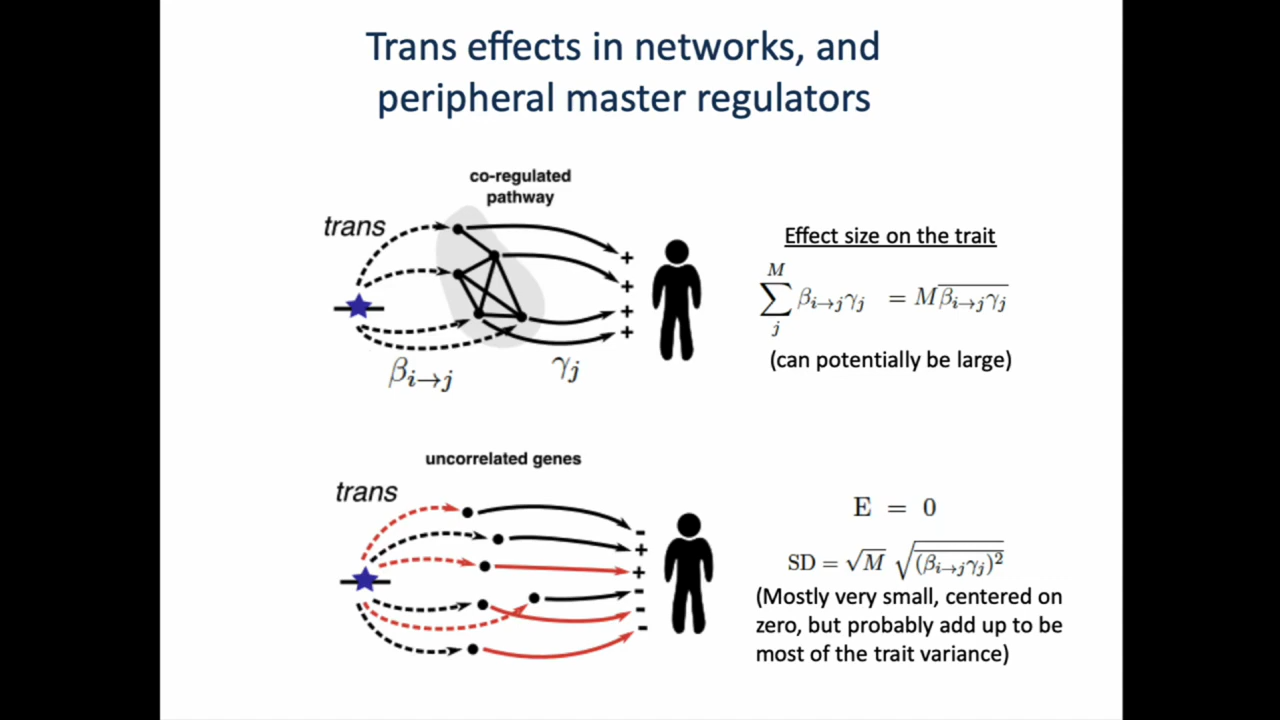 Trans effects in networks, and
peripheral master regulators
co-regulated
pathway
trans
+
+
+
+
β_{i→j}
γ_j
Effect size on the trait
\sum_{j}^{M} β_{i→j}γ_j = M\overline{β_{i→j}γ_j}
(can potentially be large)
uncorrelated genes
trans
-
+
+
-
-
-
E = 0
SD = √M √\overline{(β_{i→j}γ_j)^2}
(Mostly very small, centered on
zero, but probably add up to be
most of the trait variance)